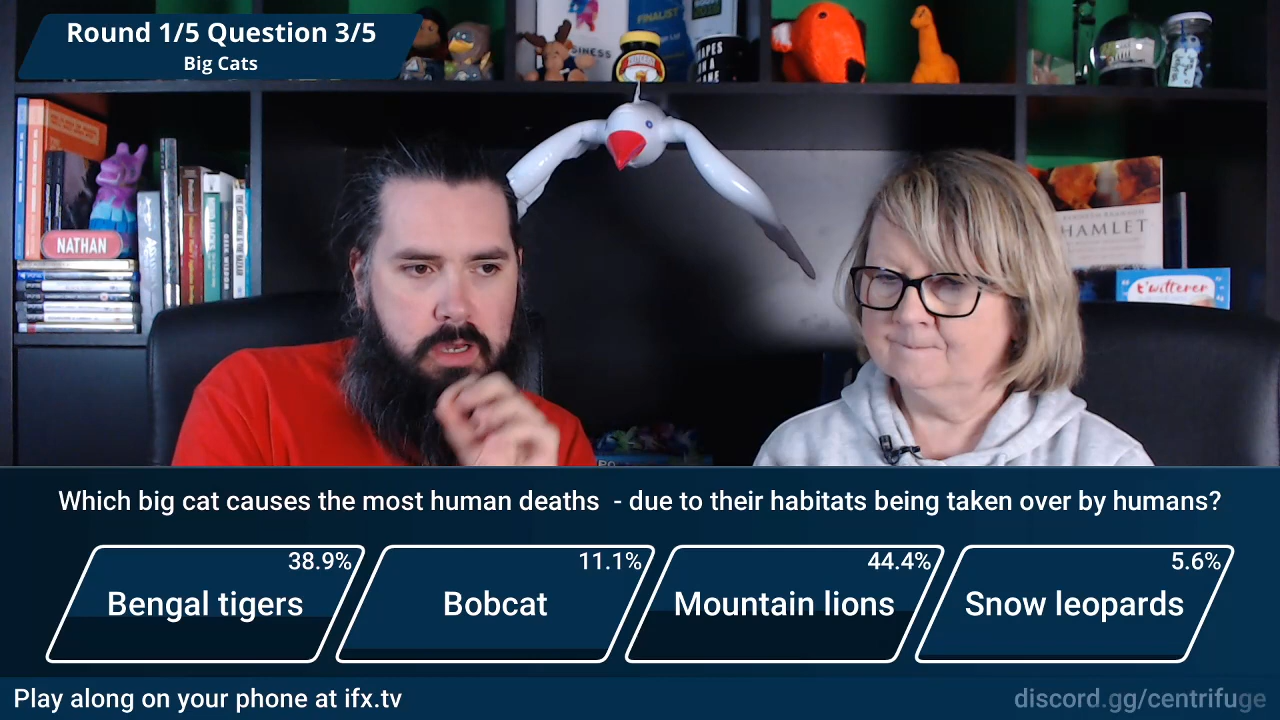 Round 1/5 Question 3/5
Big Cats
FINALIST
NATHAN
HAMLET
t'witterer
Which big cat causes the most human deaths - due to their habitats being taken over by humans?
38.9%
Bengal tigers
11.1%
Bobcat
44.4%
Mountain lions
5.6%
Snow leopards
Play along on your phone at ifx.tv
discord.gg/centrifuge